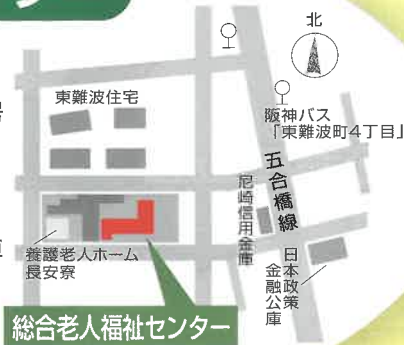 北
東難波住宅
阪神バス
「東難波町4丁目」
五合橋線
尼崎信用金庫
日本政策
金融公庫
養護老人ホーム
長安寮
総合老人福祉センター